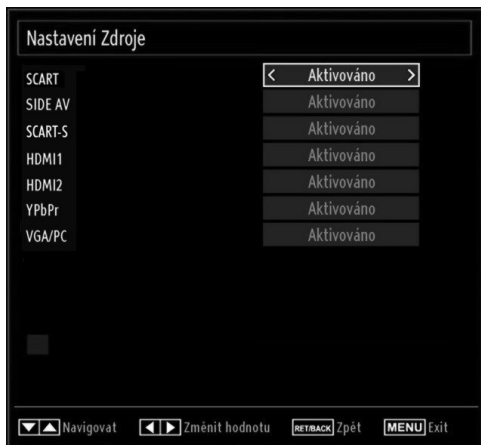 Nastavení Zdroje
SCART < Aktivováno >
SIDE AV Aktivováno
SCART-S Aktivováno
HDMI1 Aktivováno
HDMI2 Aktivováno
YPbPr Aktivováno
VGA/PC Aktivováno
Navigovat Změnit hodnotu RET/BACK Zpět MENU Exit